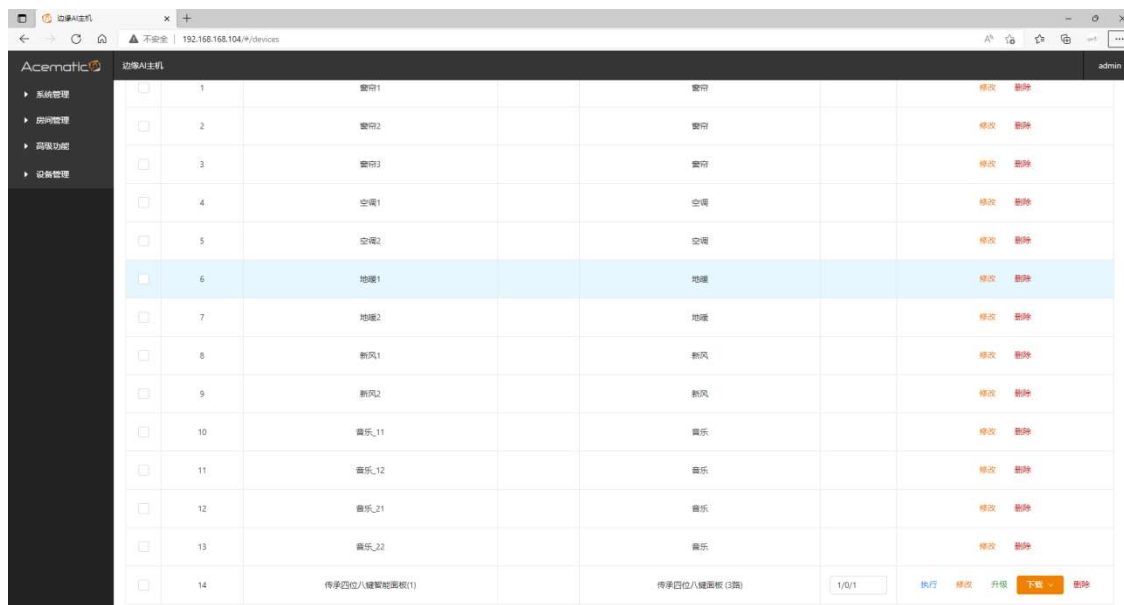 边缘AI主机
不安全 | 192.168.168.104/#/devices
Acematic 边缘AI主机 admin
系统管理
房间管理
高级功能
设备管理
1 窗帘1 窗帘 修改 删除
2 窗帘2 窗帘 修改 删除
3 窗帘3 窗帘 修改 删除
4 空调1 空调 修改 删除
5 空调2 空调 修改 删除
6 地暖1 地暖 修改 删除
7 地暖2 地暖 修改 删除
8 新风1 新风 修改 删除
9 新风2 新风 修改 删除
10 音乐_11 音乐 修改 删除
11 音乐_12 音乐 修改 删除
12 音乐_21 音乐 修改 删除
13 音乐_22 音乐 修改 删除
14 传承四位八键智能面板(1) 传承四位八键面板 (3路) 1/0/1 执行 修改 升级 下载 删除